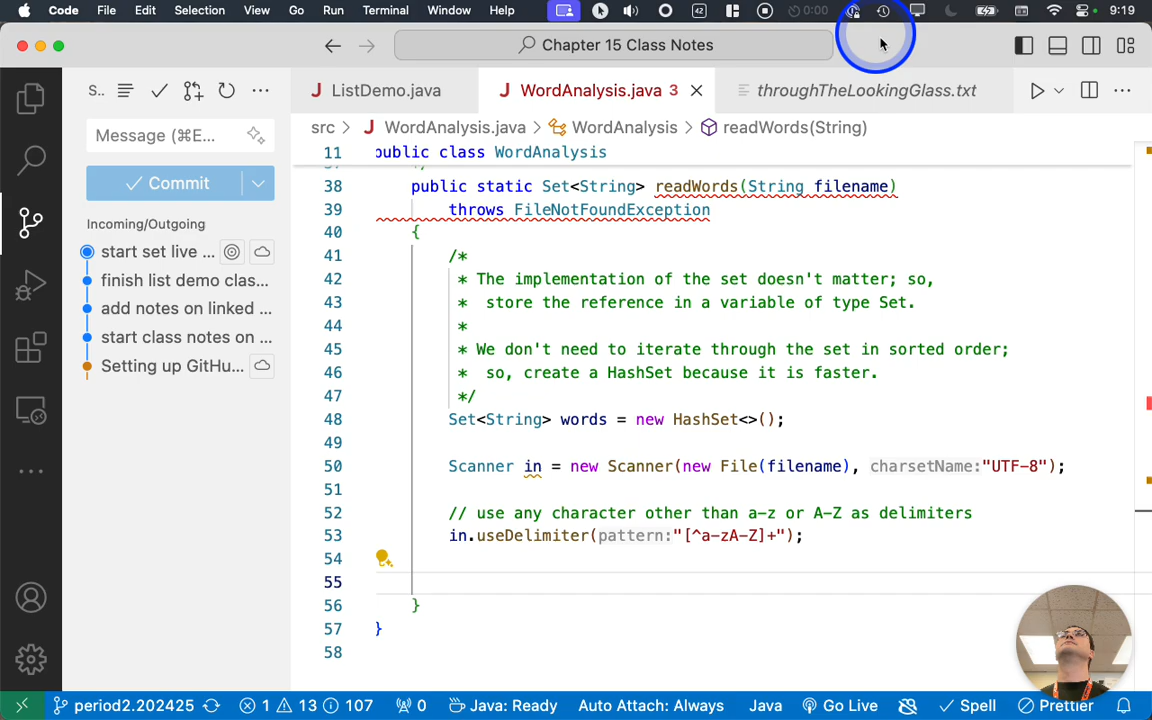 Code File Edit Selection View Go Run Terminal Window Help 42 0:00 9:19
Chapter 15 Class Notes
S.. ListDemo.java WordAnalysis.java 3 throughTheLookingGlass.txt
Message (⌘E...
src > WordAnalysis.java > WordAnalysis > readWords(String)
Commit
Incoming/Outgoing
start set live ...
finish list demo clas...
add notes on linked ...
start class notes on ...
Setting up GitHu...
11 public class WordAnalysis
38 public static Set<String> readWords(String filename)
39 throws FileNotFoundException
40 {
41 /*
42 * The implementation of the set doesn't matter; so,
43 * store the reference in a variable of type Set.
44 *
45 * We don't need to iterate through the set in sorted order;
46 * so, create a HashSet because it is faster.
47 */
48 Set<String> words = new HashSet<>();
49
50 Scanner in = new Scanner(new File(filename), charsetName:"UTF-8");
51
52 // use any character other than a-z or A-Z as delimiters
53 in.useDelimiter(pattern:"[^a-zA-Z]+");
54
55
56 }
57 }
58
period2.202425 1 13 107 0 Java: Ready Auto Attach: Always Java Go Live Spell Prettier